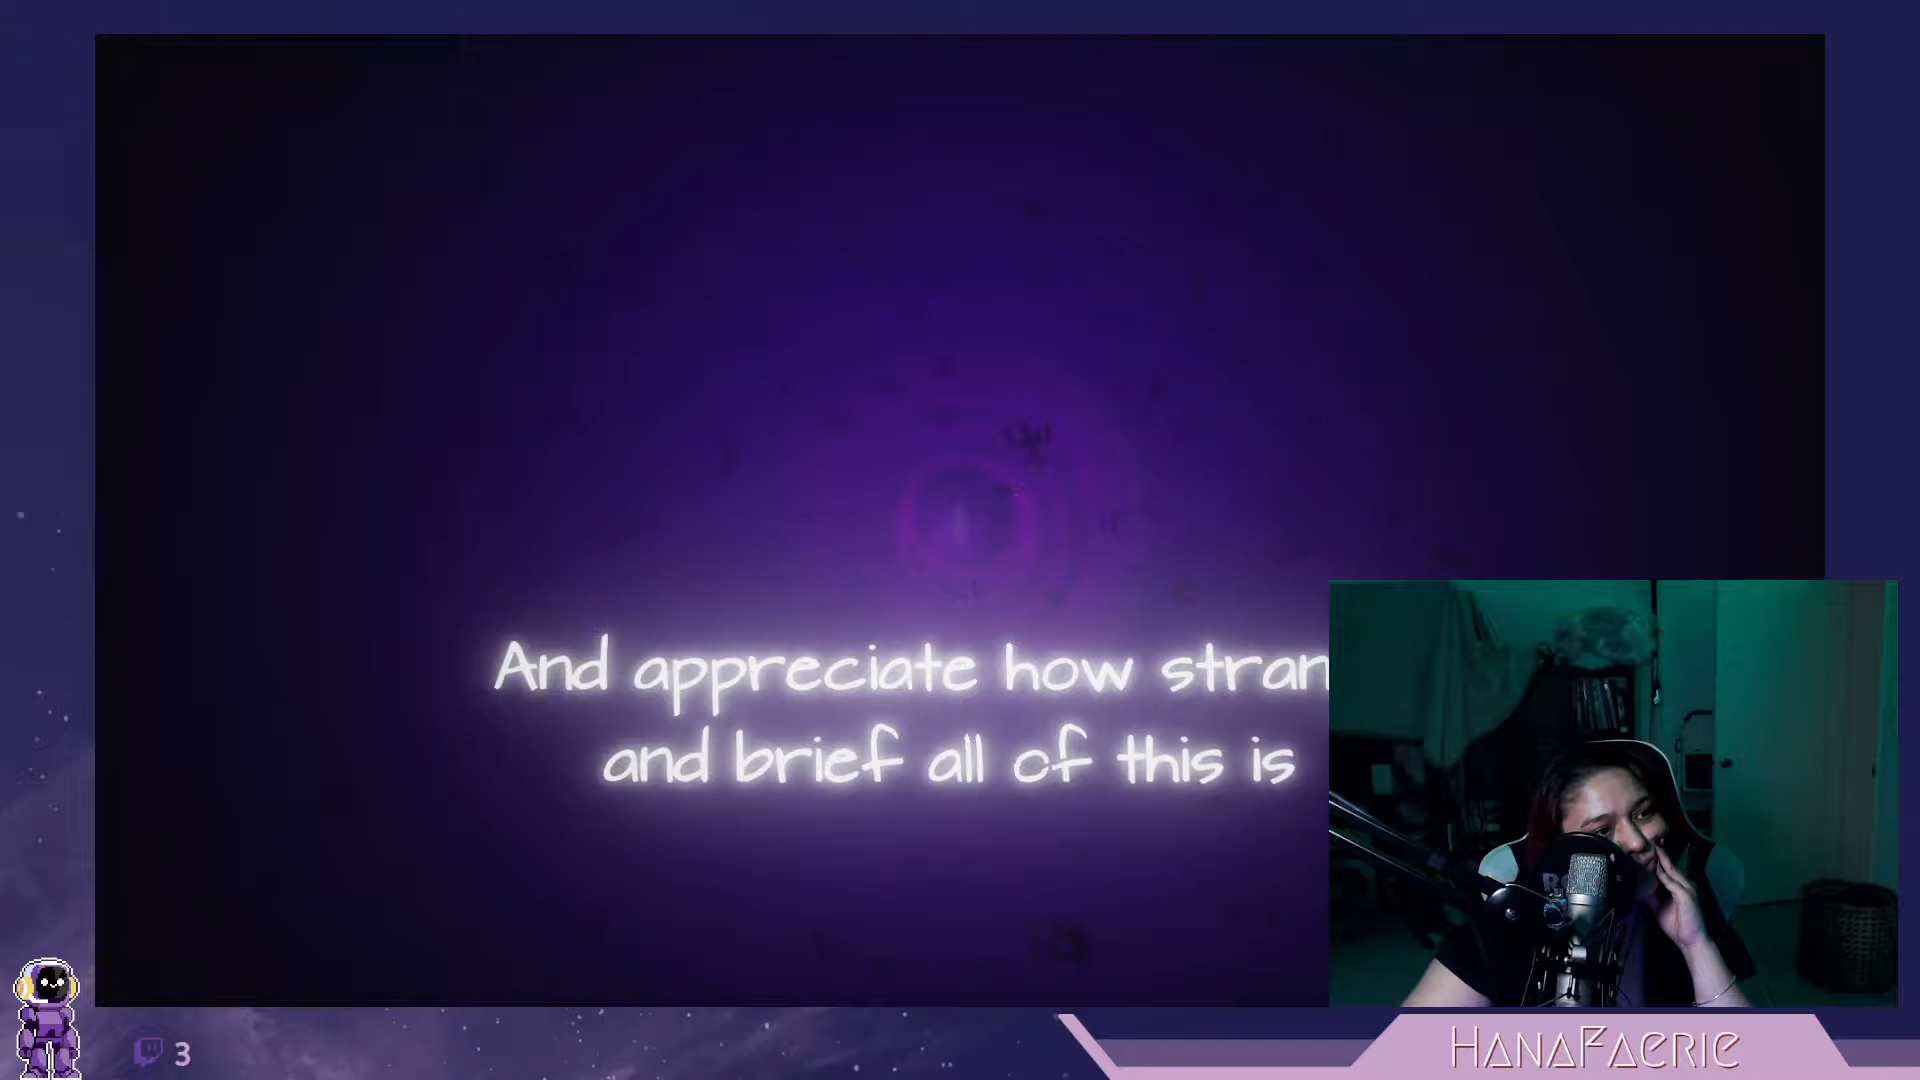 And appreciate how stran
and brief all of this is
3
HANAFAERIE